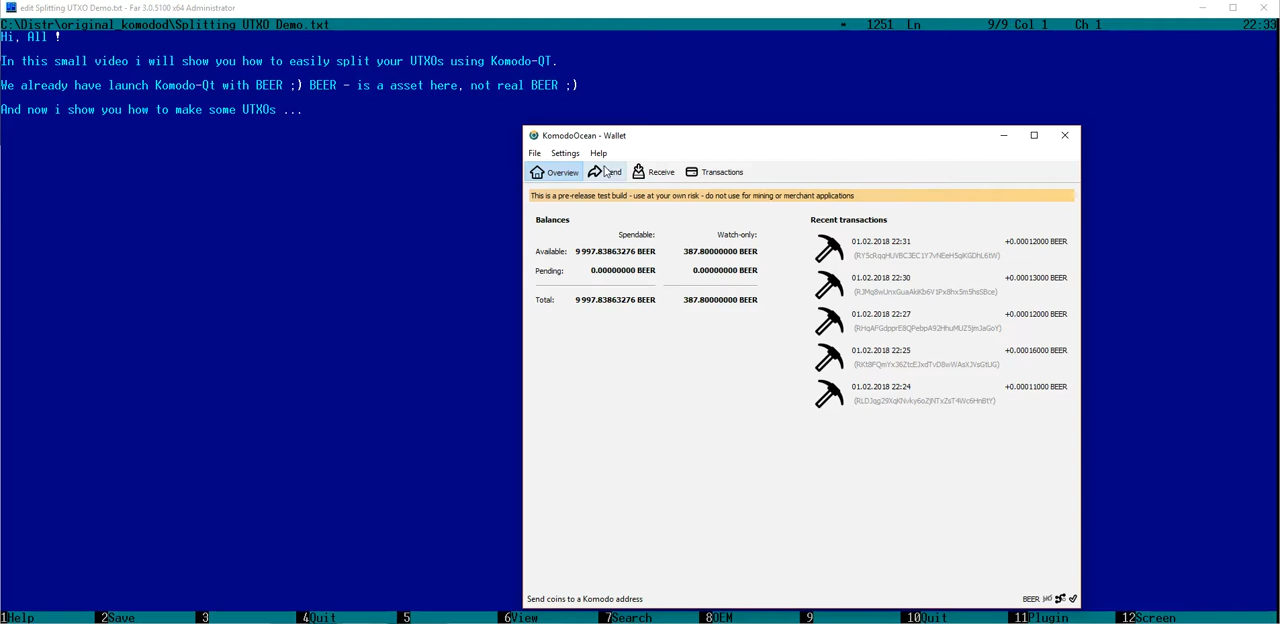 edit Splitting UTXO Demo.txt - Far 3.0.5100 x64 Administrator
C:\Distr\original_komodod\Splitting UTXO Demo.txt * 1251 Ln 9/9 Col 1 Ch 1 22:33
Hi, All !
In this small video i will show you how to easily split your UTXOs using Komodo-QT.
We already have launch Komodo-Qt with BEER ;) BEER - is a asset here, not real BEER ;)
And now i show you how to make some UTXOs ...
KomodoOcean - Wallet
File Settings Help
Overview Receive Transactions
This is a pre-release test build - use at your own risk - do not use for mining or merchant applications
Balances
Spendable: Watch-only:
Available: 9 997.83863276 BEER 387.80000000 BEER
Pending: 0.00000000 BEER 0.00000000 BEER
Total: 9 997.83863276 BEER 387.80000000 BEER
Recent transactions
01.02.2018 22:31 +0.00012000 BEER
01.02.2018 22:30 +0.00013000 BEER
01.02.2018 22:27 +0.00012000 BEER
01.02.2018 22:25 +0.00016000 BEER
01.02.2018 22:24 +0.00011000 BEER
Send coins to a Komodo address
BEER
1Help 2Save 3 4Quit 5 6View 7Search 8OEM 9 10Quit 11Plugin 12Screen